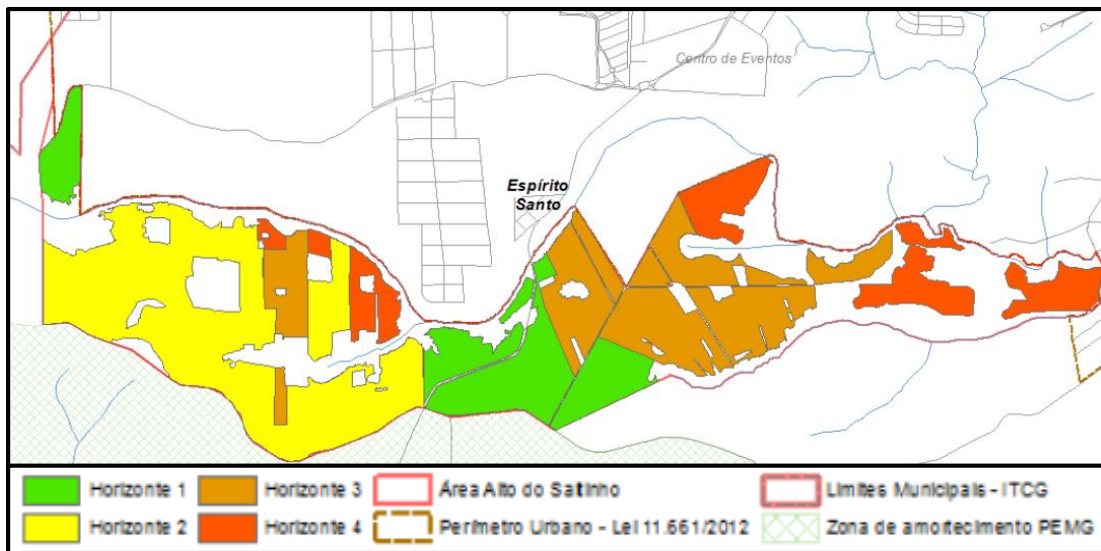 Centro de Eventos
Espírito
Santo
Horizonte 1
Horizonte 3
Área Alto do Saltinho
Limites Municipais - ITCG
Horizonte 2
Horizonte 4
Perímetro Urbano - Lei 11.661/2012
Zona de amortecimento PEMG